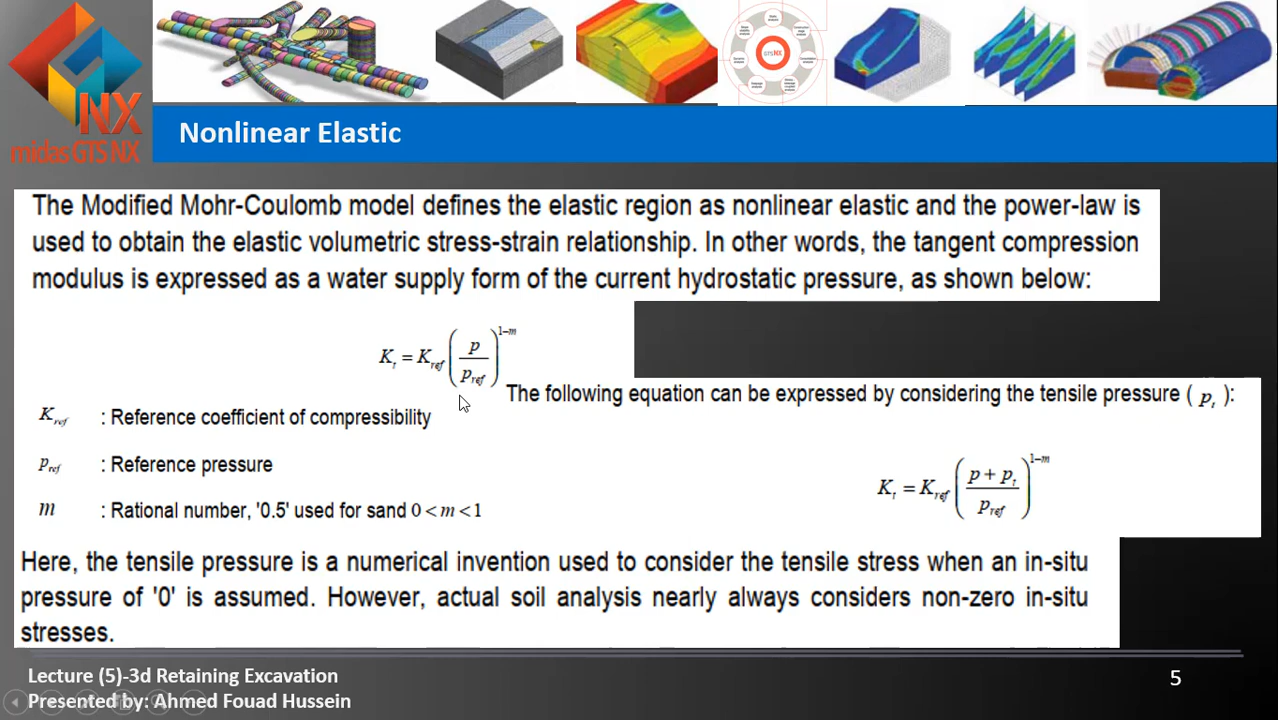 GTS NX
NX
midas GTS NX
Nonlinear Elastic
The Modified Mohr-Coulomb model defines the elastic region as nonlinear elastic and the power-law is
used to obtain the elastic volumetric stress-strain relationship. In other words, the tangent compression
modulus is expressed as a water supply form of the current hydrostatic pressure, as shown below:
K_t = K_ref (p / p_ref)^(1-m)
K_ref : Reference coefficient of compressibility
p_ref : Reference pressure
m : Rational number, '0.5' used for sand 0 < m < 1
The following equation can be expressed by considering the tensile pressure ( p_t ):
K_t = K_ref ((p + p_t) / p_ref)^(1-m)
Here, the tensile pressure is a numerical invention used to consider the tensile stress when an in-situ
pressure of '0' is assumed. However, actual soil analysis nearly always considers non-zero in-situ
stresses.
Lecture (5)-3d Retaining Excavation
Presented by: Ahmed Fouad Hussein
5